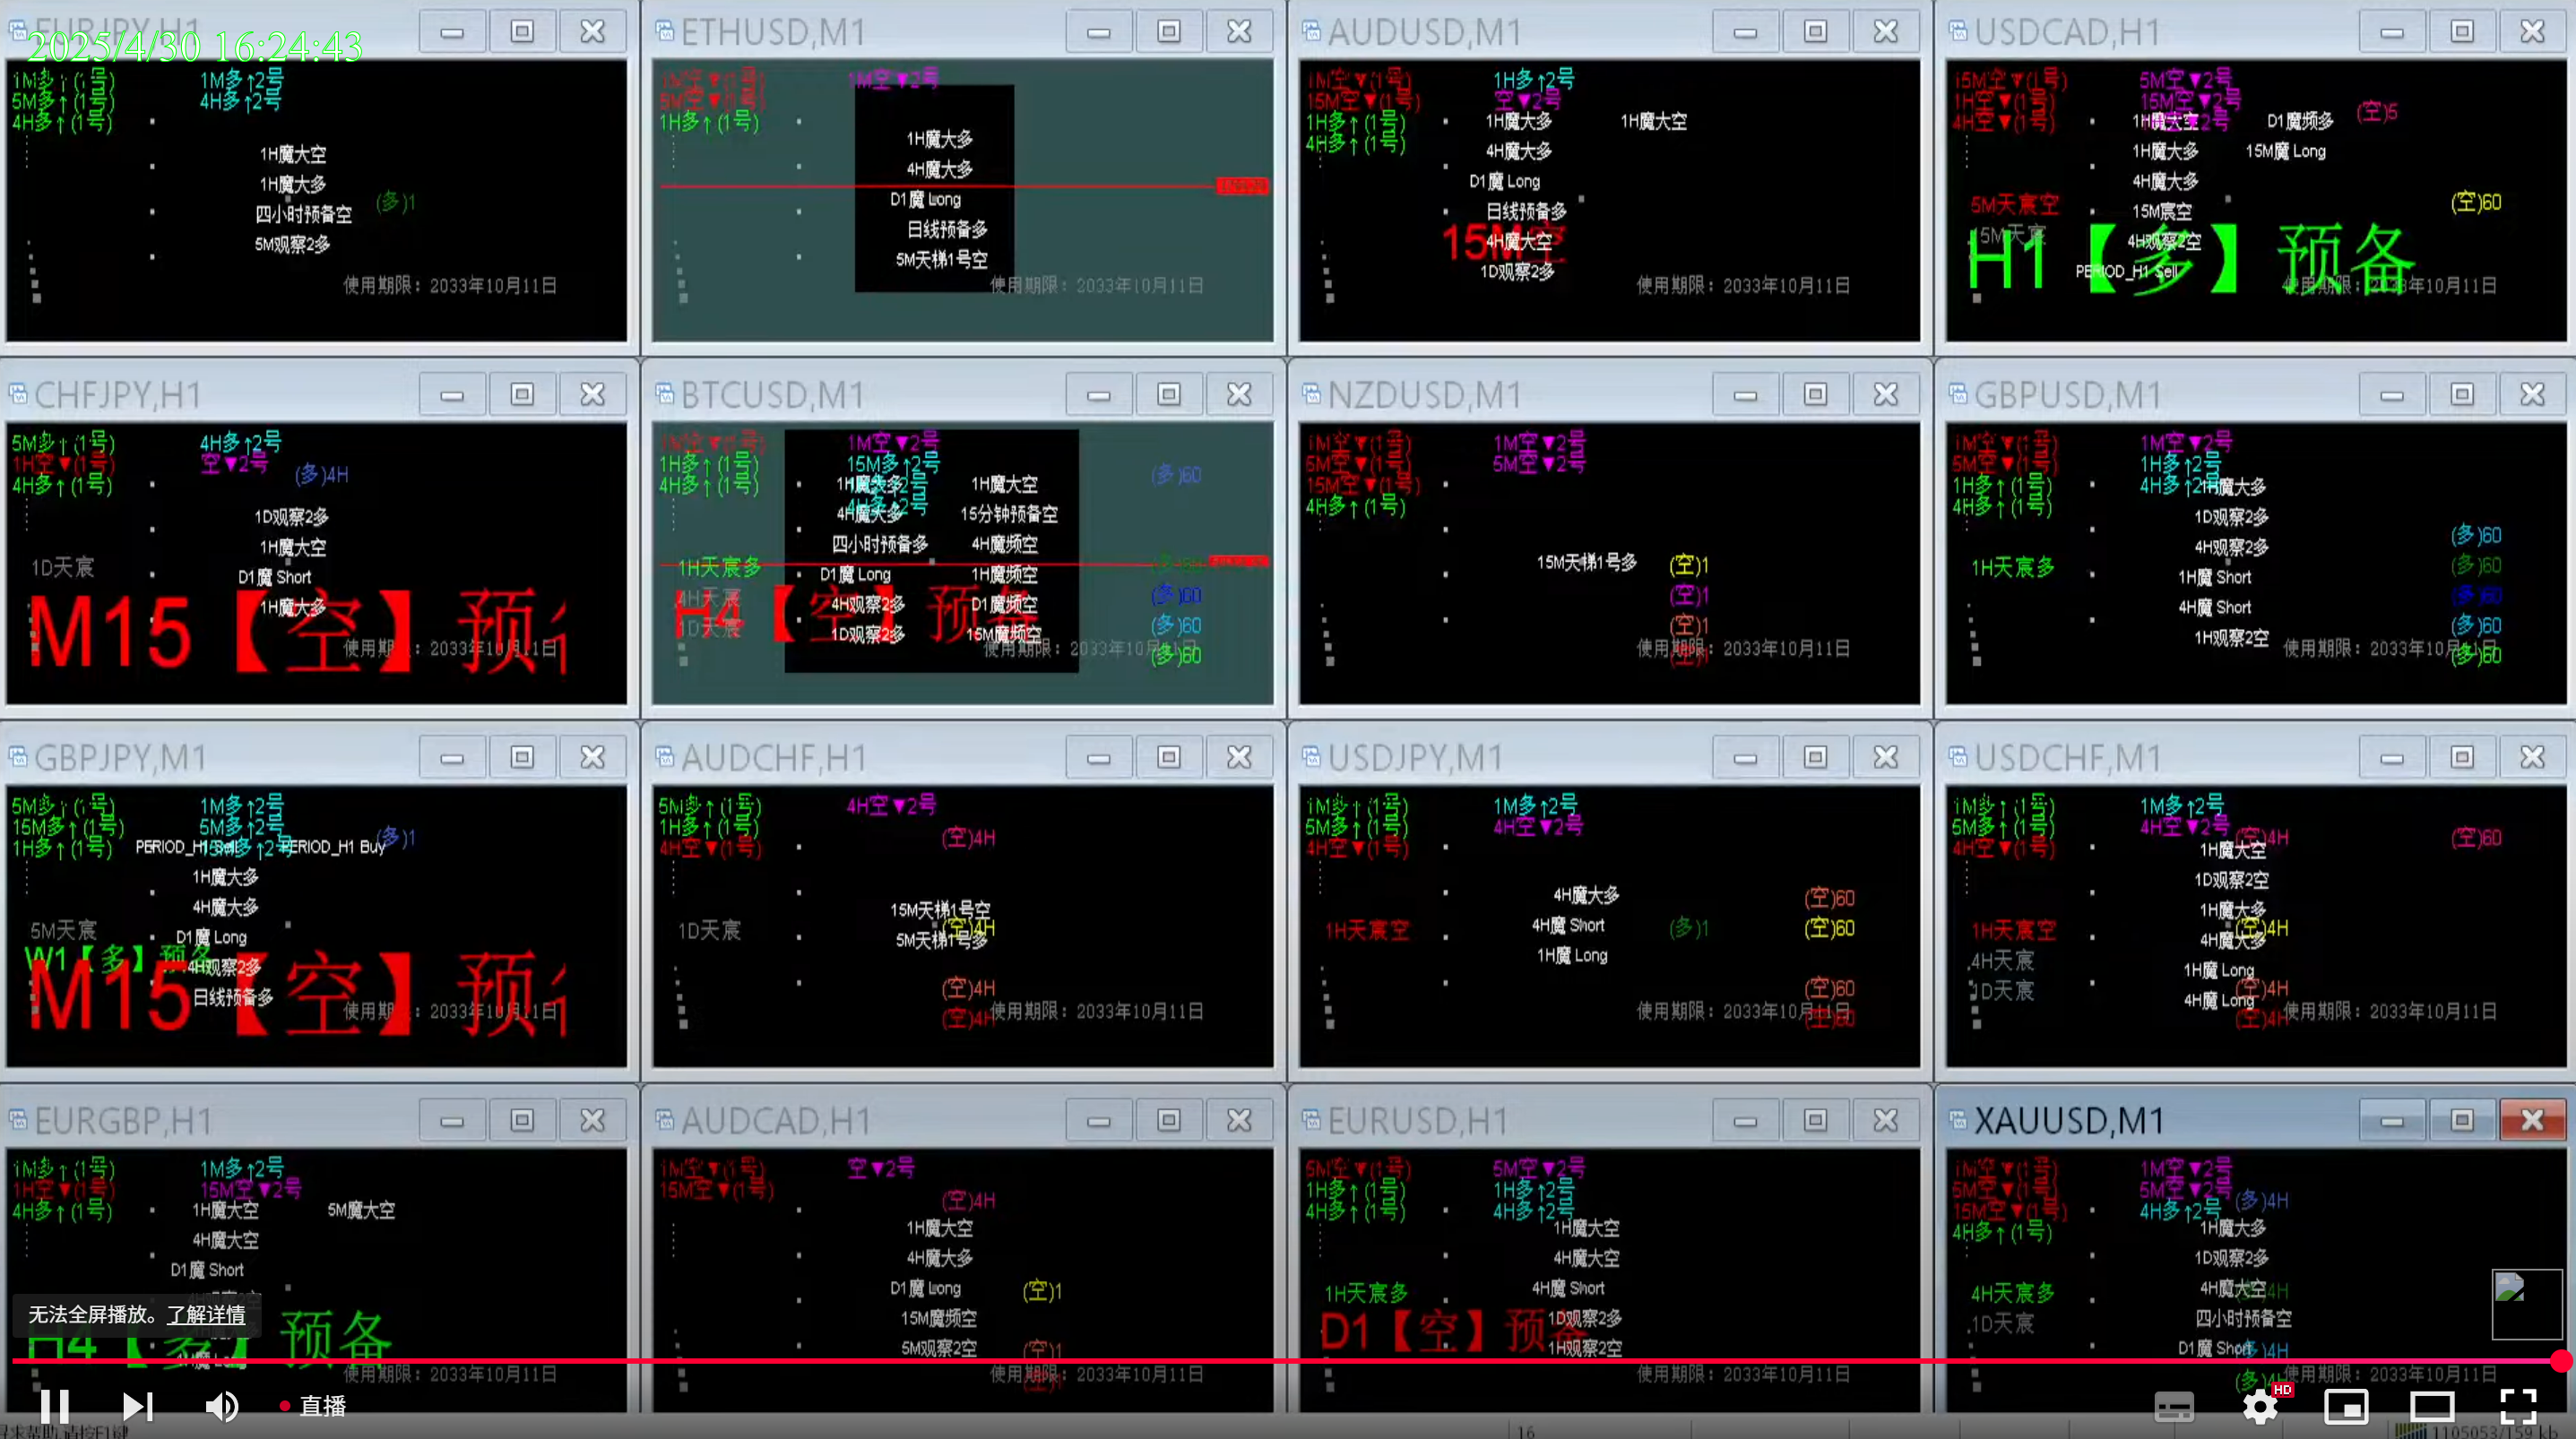 EURJPY,H1
2025/4/30 16:24:43
1M多↑(1号)
1M多↑2号
5M多↑(1号)
4H多↑2号
4H多↑(1号)
1H魔大空
1H魔大多
四小时预备空
(多)1
5M观察2多
使用期限：2033年10月11日
ETHUSD,M1
1M空▼(1号)
1M空▼2号
5M空▼(1号)
1H多↑(1号)
1H魔大多
4H魔大多
D1魔 Long
日线预备多
5M天梯1号空
使用期限：2033年10月11日
AUDUSD,M1
1M空▼(1号)
1H多↑2号
15M空▼(1号)
空▼2号
1H多↑(1号)
1H魔大多
1H魔大空
4H多↑(1号)
4H魔大多
D1魔 Long
日线预备多
15M空
4H魔大空
1D观察2多
使用期限：2033年10月11日
USDCAD,H1
15M空▼(1号)
5M空▼2号
1H空▼(1号)
15M空▼2号
(空)5
4H空▼(1号)
1H魔大空
D1魔频多
1H魔大多
15M魔 Long
4H魔大多
5M天宸空
15M宸空
(空)60
5M天宸
4H观察2空
H1【多】预备
PERIOD_H1 Sell
使用期限：2033年10月11日
CHFJPY,H1
5M多↑(1号)
4H多↑2号
1H空▼(1号)
空▼2号
(多)4H
4H多↑(1号)
1D观察2多
1H魔大空
1D天宸
D1魔 Short
1H魔大多
M15【空】预
使用期限：2033年10月11日
BTCUSD,M1
1M空▼(1号)
1M空▼2号
1H多↑(1号)
15M多↑2号
(多)60
4H多↑(1号)
1H魔大多
1H魔大空
4H魔大多
15分钟预备空
四小时预备多
4H魔频空
1H天宸多
D1魔 Long
1H魔频空
4H天宸
4H观察2多
D1魔频空
(多)60
1D天宸
H4【空】预备
1D观察2多
15M魔频空
(多)60
(多)60
使用期限：2033年10月11日
NZDUSD,M1
1M空▼(1号)
1M空▼2号
5M空▼(1号)
5M空▼2号
15M空▼(1号)
4H多↑(1号)
15M天梯1号多
(空)1
(空)1
(空)1
使用期限：2033年10月11日
GBPUSD,M1
1M空▼(1号)
1M空▼2号
5M空▼(1号)
1H多↑2号
1H多↑(1号)
4H多↑2号
1H魔大多
4H多↑(1号)
1D观察2多
(多)60
4H观察2多
(多)60
1H天宸多
1H魔 Short
(多)60
4H魔 Short
(多)60
1H观察2空
(多)60
使用期限：2033年10月11日
GBPJPY,M1
5M多↑(1号)
1M多↑2号
15M多↑(1号)
5M多↑2号
1H多↑(1号)
15M多↑2号
PERIOD_H1 Buy
(多)1
1H魔大多
4H魔大多
5M天宸
D1魔 Long
W1【多】预备
4H观察2多
日线预备多
M15【空】预
使用期限：2033年10月11日
AUDCHF,H1
5M多↑(1号)
4H空▼2号
1H多↑(1号)
(空)4H
4H空▼(1号)
15M天梯1号空
1D天宸
(空)4H
5M天梯1号多
(空)4H
(空)4H
使用期限：2033年10月11日
USDJPY,M1
1M多↑(1号)
1M多↑2号
5M多↑(1号)
4H空▼2号
4H空▼(1号)
4H魔大多
(空)60
1H天宸空
4H魔 Short
(多)1
(空)60
1H魔 Long
(空)60
(空)60
使用期限：2033年10月11日
USDCHF,M1
1M多↑(1号)
1M多↑2号
5M多↑(1号)
4H空▼2号
(空)4H
(空)60
4H空▼(1号)
1H魔大空
1D观察2空
1H魔大多
1H天宸空
(空)4H
4H魔大多
4H天宸
1H魔 Long
1D天宸
(空)4H
4H魔 Long
(空)4H
使用期限：2033年10月11日
EURGBP,H1
1M多↑(1号)
1M多↑2号
1H空▼(1号)
15M空▼2号
4H多↑(1号)
1H魔大空
5M魔大空
4H魔大空
D1魔 Short
无法全屏播放。了解详情
H4【多】预备
使用期限：2033年10月11日
AUDCAD,H1
1M空▼(1号)
空▼2号
15M空▼(1号)
(空)4H
1H魔大空
4H魔大多
D1魔 Long
(空)1
15M魔频空
5M观察2空
(空)1
使用期限：2033年10月11日
EURUSD,H1
5M空▼(1号)
5M空▼2号
1H多↑(1号)
1H多↑2号
4H多↑(1号)
4H多↑2号
1H魔大空
4H魔大空
1H天宸多
4H魔 Short
D1【空】预备
1D观察2多
1H观察2空
使用期限：2033年10月11日
XAUUSD,M1
1M空▼(1号)
1M空▼2号
5M空▼(1号)
5M空▼2号
15M空▼(1号)
4H多↑2号
(多)4H
4H多↑(1号)
1H魔大多
1D观察2多
4H天宸多
4H魔大空
1D天宸
四小时预备空
D1魔 Short
使用期限：2033年10月11日
直播
HD
16
1105053/159 kb